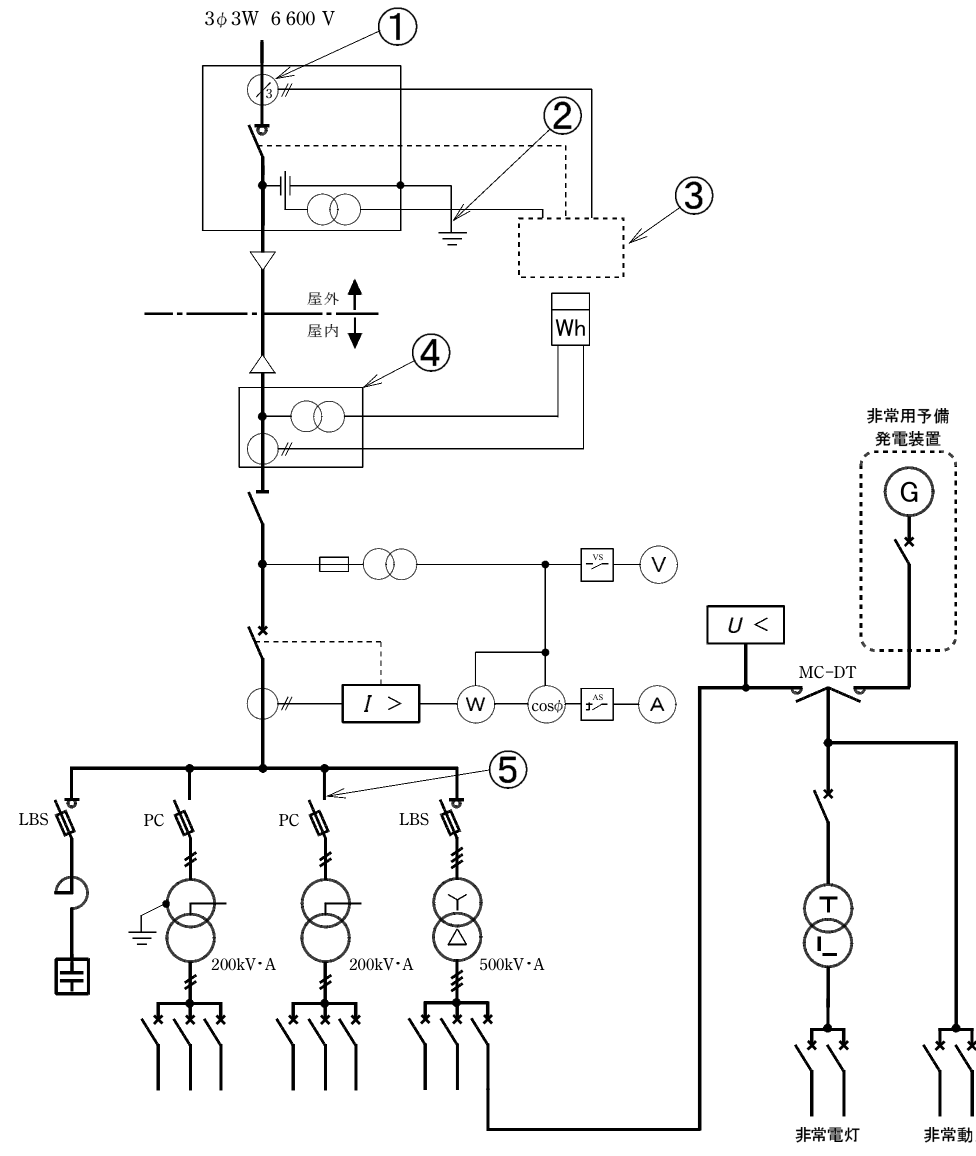 3φ3W 6 600 V
①
3
②
③
屋外
屋内
Wh
④
非常用予備
発電装置
G
VS
V
U <
MC-DT
I >
W
cosφ
AS
A
⑤
LBS
PC
PC
LBS
200kV・A
200kV・A
500kV・A
非常電灯
非常動